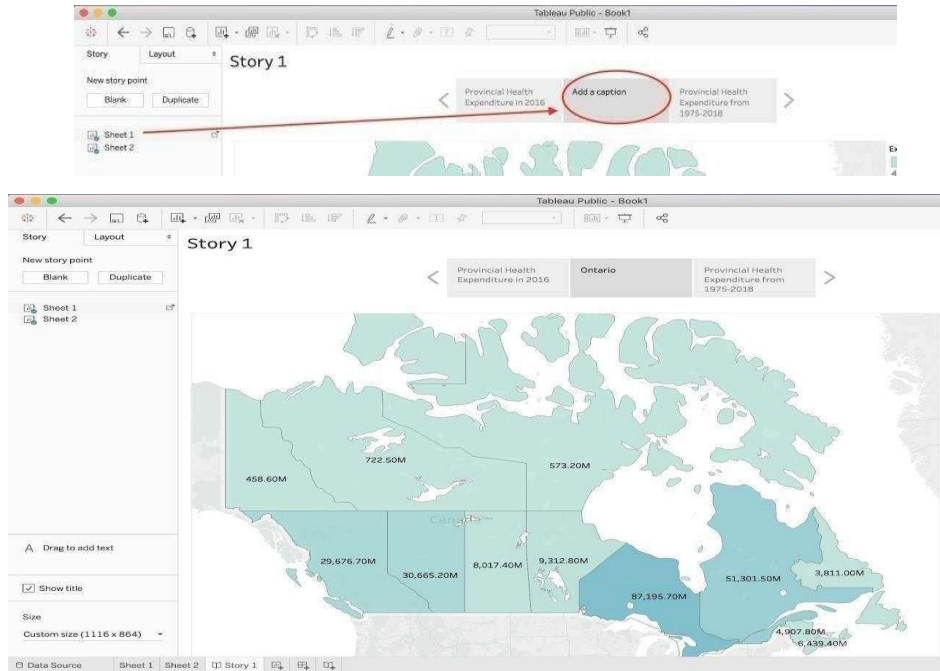 Tableau Public - Book1
Story Layout
Story 1
New story point
Blank Duplicate
Provincial Health
Expenditure in 2016
Add a caption
Provincial Health
Expenditure from
1975-2018
Sheet 1
Sheet 2
Tableau Public - Book1
Story Layout
Story 1
New story point
Blank Duplicate
Provincial Health
Expenditure in 2016
Ontario
Provincial Health
Expenditure from
1975-2018
Sheet 1
Sheet 2
722.50M
573.20M
458.60M
29,676.70M
30,665.20M
8,017.40M
9,312.80M
51,301.50M
3,811.00M
87,195.70M
4,907.80M
6,439.40M
A Drag to add text
Show title
Size
Custom size (1116 x 864)
Data Source Sheet 1 Sheet 2 Story 1